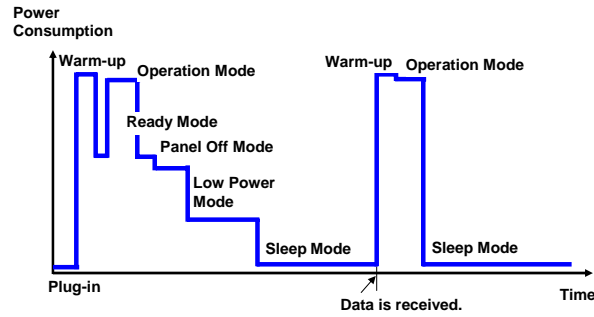 Power
Consumption
Warm-up
Operation Mode
Ready Mode
Panel Off Mode
Low Power
Mode
Sleep Mode
Warm-up
Operation Mode
Sleep Mode
Plug-in
Data is received.
Time